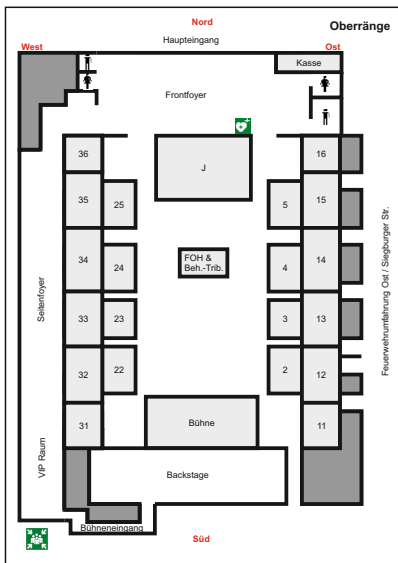 Nord
Oberränge
Haupteingang
West
Ost
Kasse
Frontfoyer
36
16
J
35
25
5
15
34
24
FOH &
Beh.-Trib.
4
14
Seitenfoyer
Feuerwehrumfahrung Ost / Siegburger Str.
33
23
3
13
32
22
2
12
31
Bühne
11
VIP Raum
Backstage
Bühneneingang
Süd